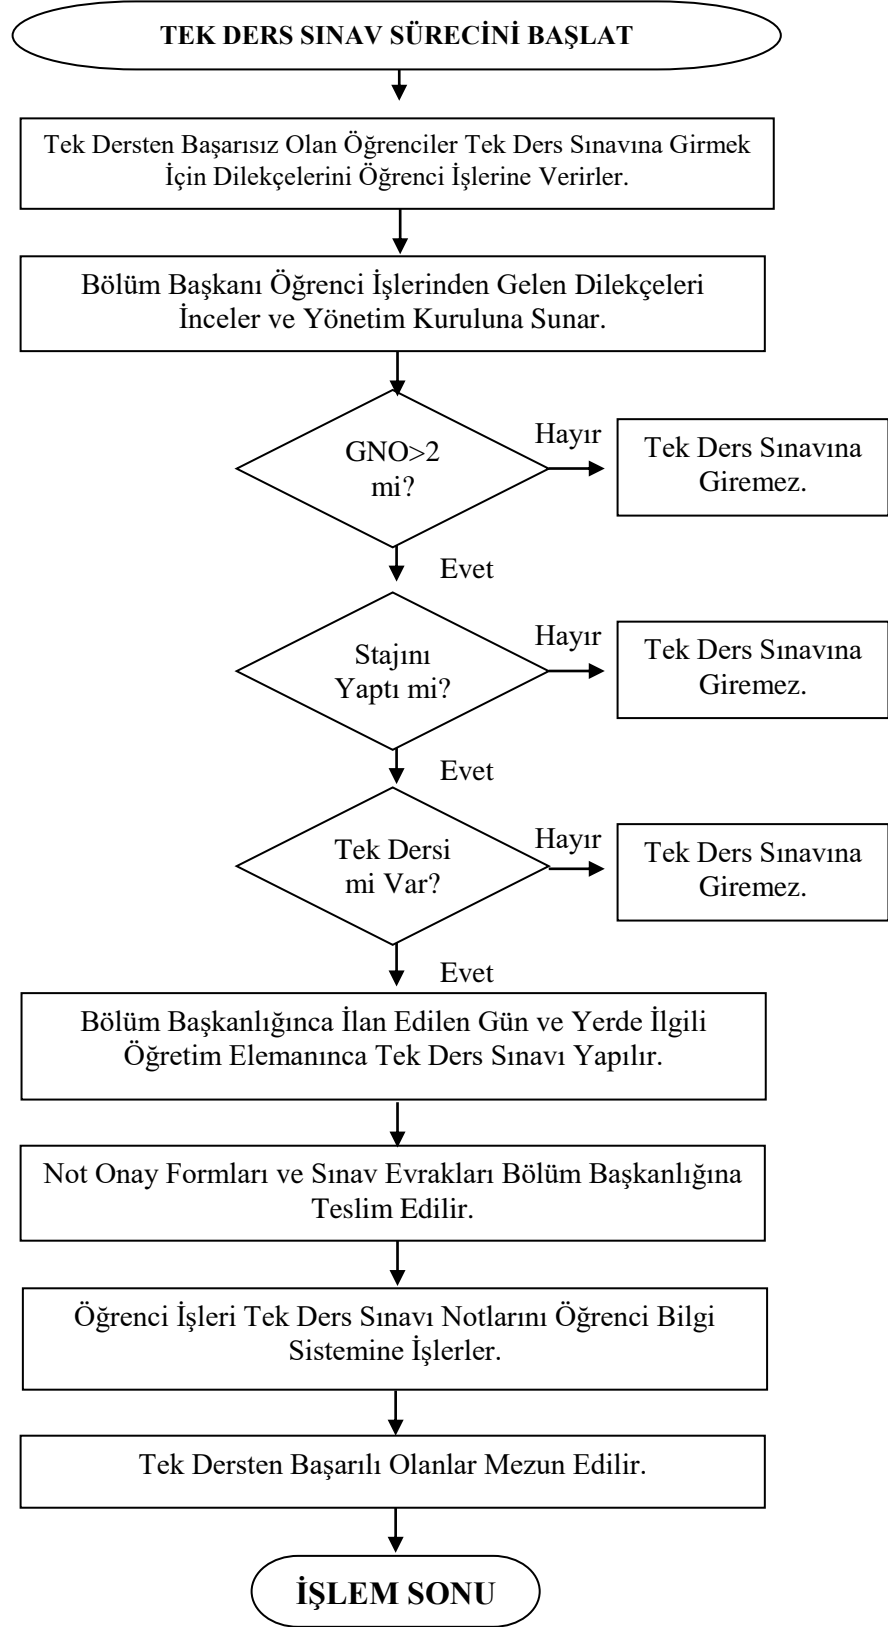 TEK DERS SINAV SÜRECİNİ BAŞLAT
Tek Dersten Başarısız Olan Öğrenciler Tek Ders Sınavına Girmek
İçin Dilekçelerini Öğrenci İşlerine Verirler.
Bölüm Başkanı Öğrenci İşlerinden Gelen Dilekçeleri
İnceler ve Yönetim Kuruluna Sunar.
GNO>2
mi?
Hayır
Tek Ders Sınavına
Giremez.
Evet
Stajını
Yaptı mi?
Hayır
Tek Ders Sınavına
Giremez.
Evet
Tek Dersi
mi Var?
Hayır
Tek Ders Sınavına
Giremez.
Evet
Bölüm Başkanlığınca İlan Edilen Gün ve Yerde İlgili
Öğretim Elemanınca Tek Ders Sınavı Yapılır.
Not Onay Formları ve Sınav Evrakları Bölüm Başkanlığına
Teslim Edilir.
Öğrenci İşleri Tek Ders Sınavı Notlarını Öğrenci Bilgi
Sistemine İşlerler.
Tek Dersten Başarılı Olanlar Mezun Edilir.
İŞLEM SONU